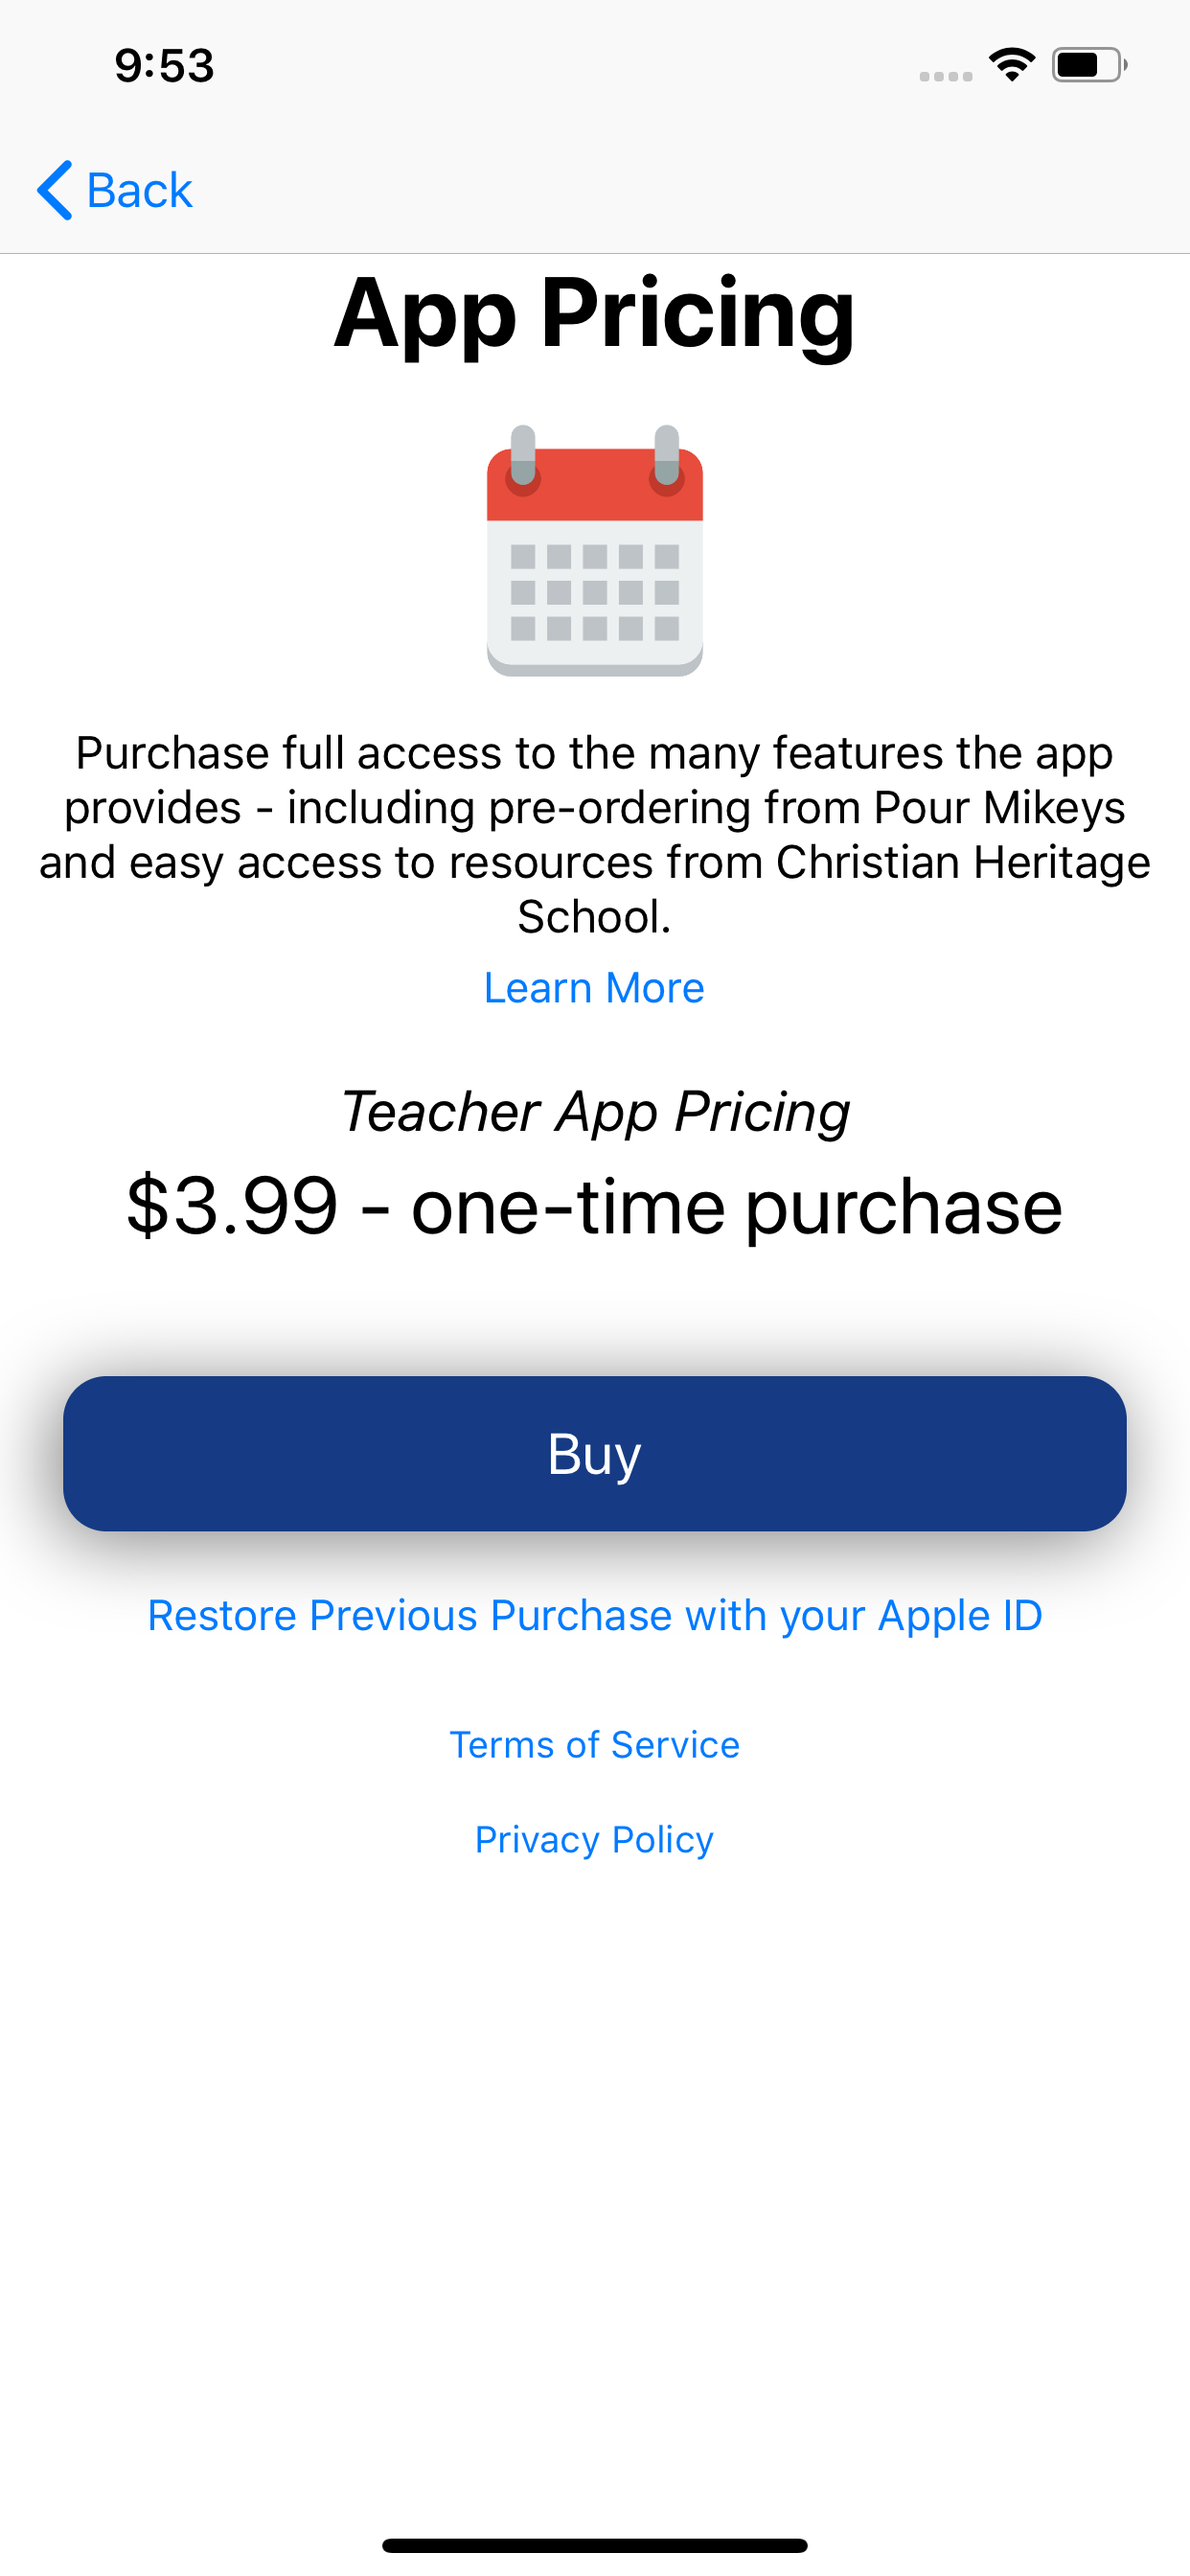 9:53
Back
App Pricing
Purchase full access to the many features the app
provides - including pre-ordering from Pour Mikeys
and easy access to resources from Christian Heritage
School.
Learn More
Teacher App Pricing
$3.99 - one-time purchase
Buy
Restore Previous Purchase with your Apple ID
Terms of Service
Privacy Policy